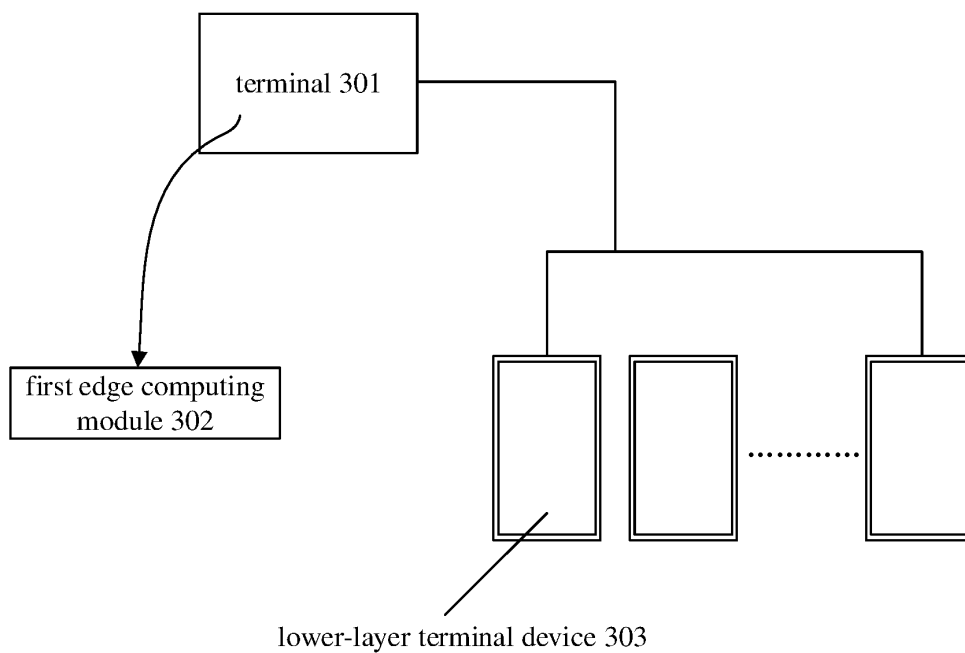 terminal 301
first edge computing
module 302
lower-layer terminal device 303